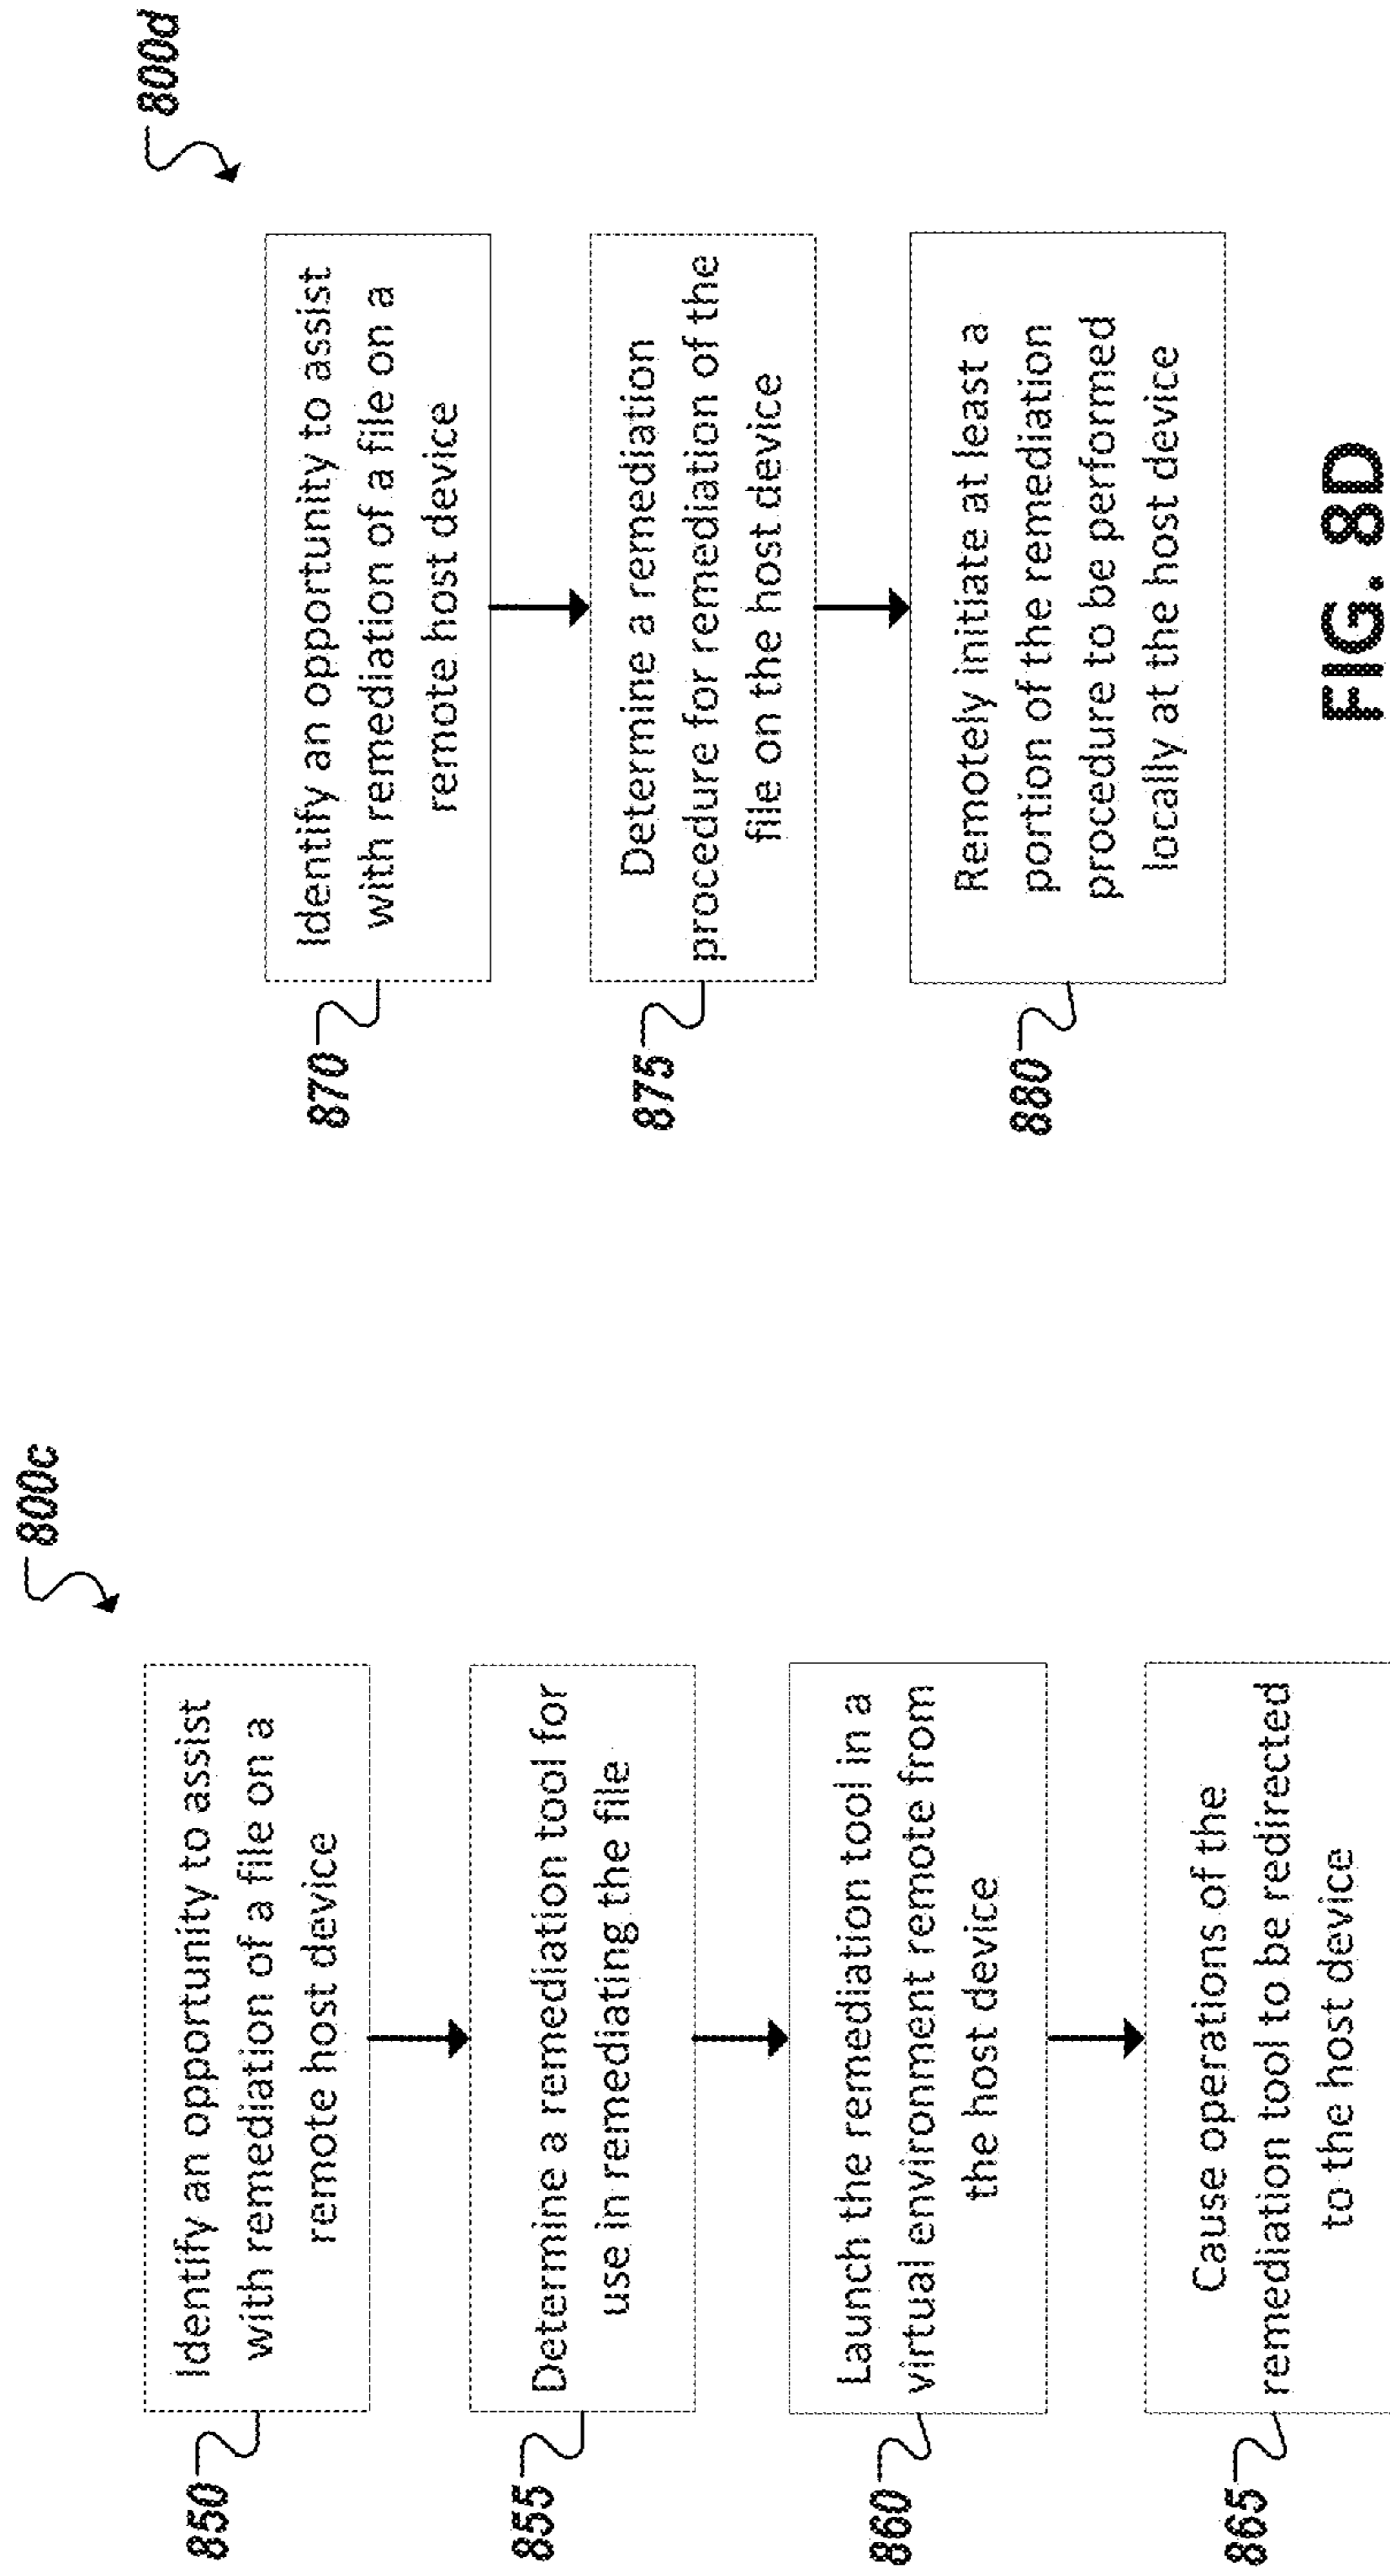 800c
850
Identify an opportunity to assist
with remediation of a file on a
remote host device
855
Determine a remediation tool for
use in remediating the file
860
Launch the remediation tool in a
virtual environment remote from
the host device
865
Cause operations of the
remediation tool to be redirected
to the host device
800d
870
Identify an opportunity to assist
with remediation of a file on a
remote host device
875
Determine a remediation
procedure for remediation of the
file on the host device
880
Remotely initiate at least a
portion of the remediation
procedure to be performed
locally at the host device
FIG. 8D